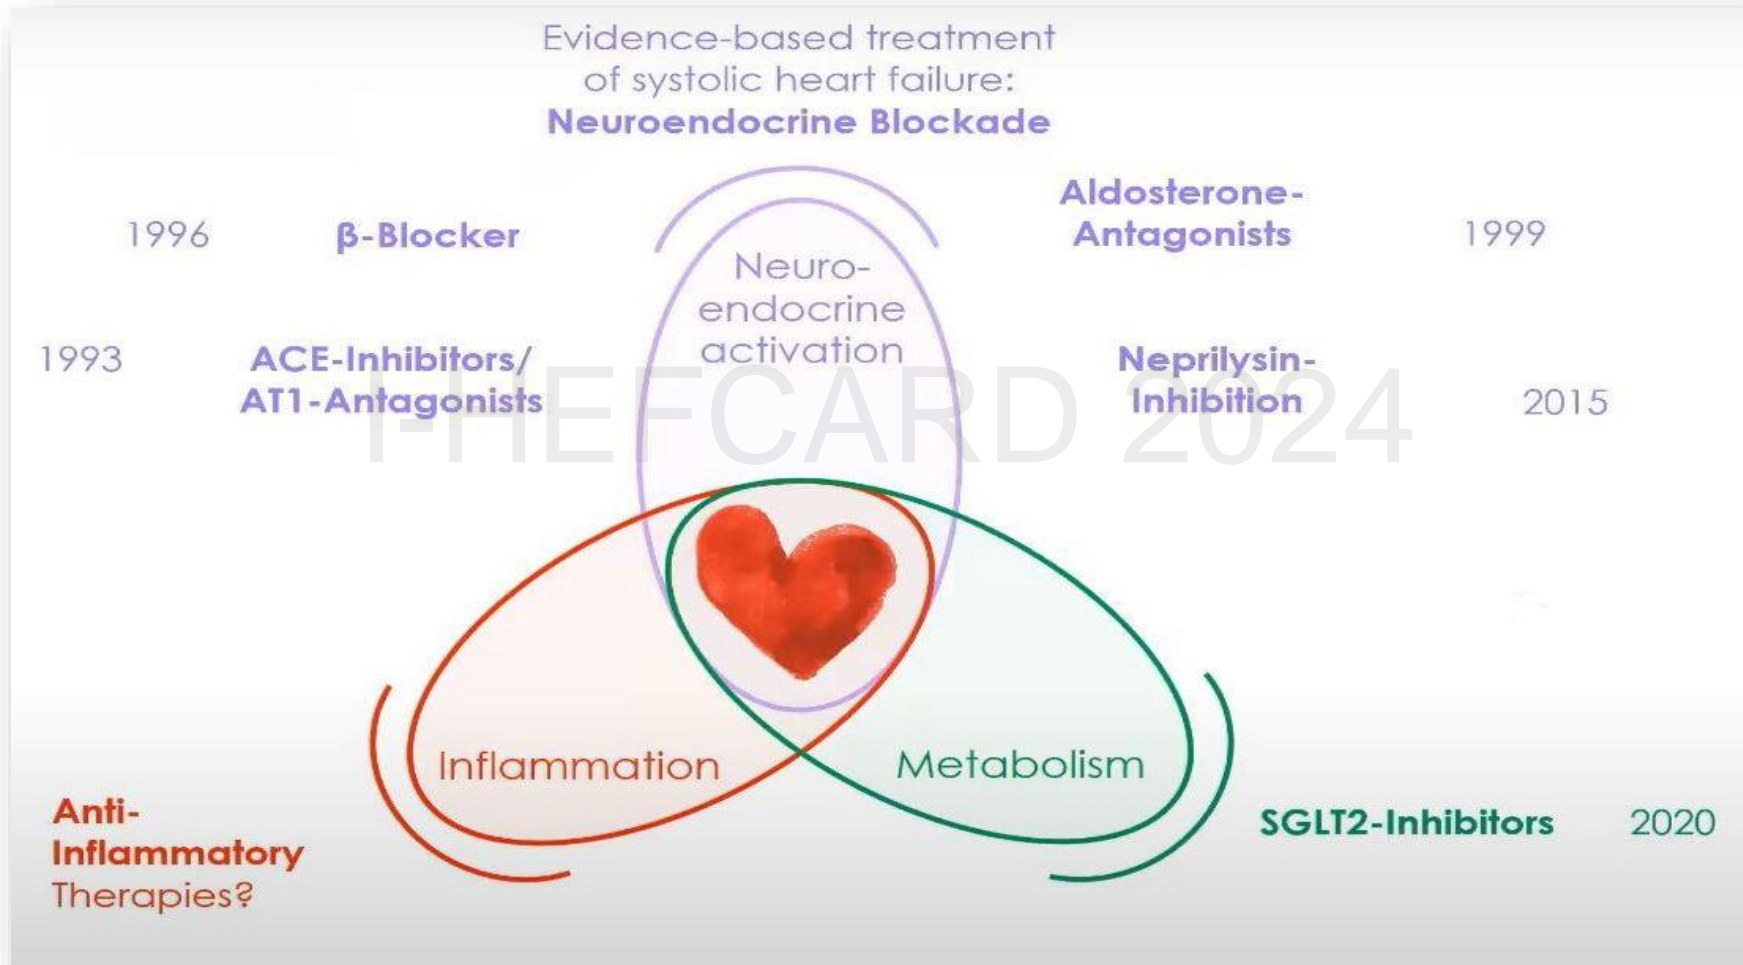 Evidence-based treatment
of systolic heart failure:
Neuroendocrine Blockade
1996
β-Blocker
Aldosterone-
Antagonists
1999
Neuro-
endocrine
activation
1993
ACE-Inhibitors/
AT1-Antagonists
Neprilysin-
Inhibition
2015
I-HEFCARD 2024
Inflammation
Metabolism
Anti-
Inflammatory
Therapies?
SGLT2-Inhibitors
2020